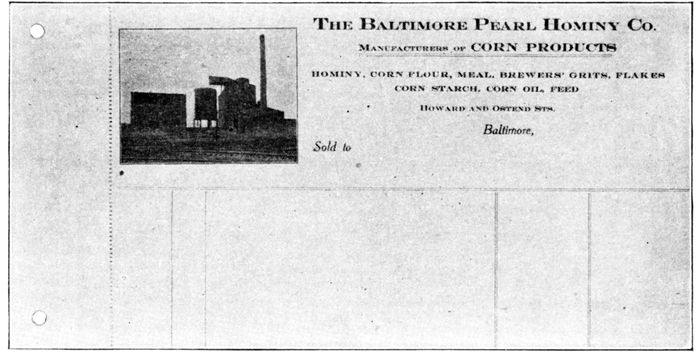 The Baltimore Pearl Hominy Co.
Manufacturers of CORN PRODUCTS
HOMINY, CORN FLOUR, MEAL, BREWERS' GRITS, FLAKES
CORN STARCH, CORN OIL, FEED
Howard and Ostend Sts.
Baltimore,
Sold to